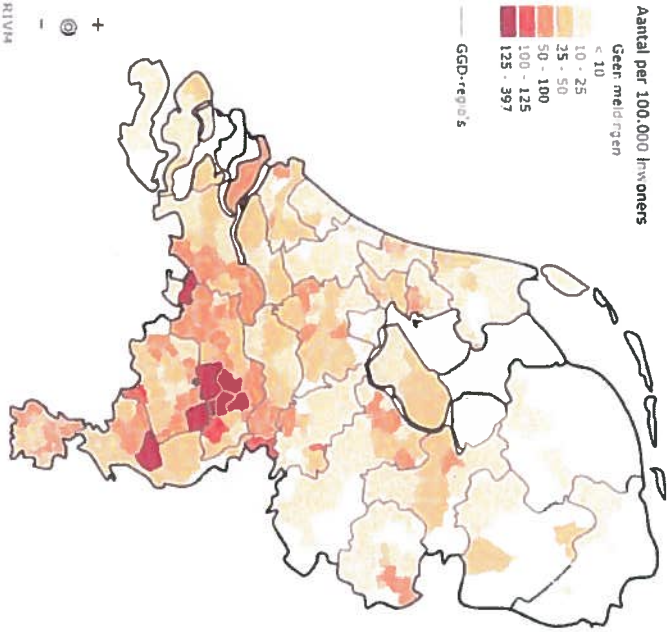 Aantal per 100.000 inwoners
Geen meldingen
< 10
10 - 25
25 - 50
50 - 100
100 - 125
125 - 397
GGD-regio's
+
−
RIVM